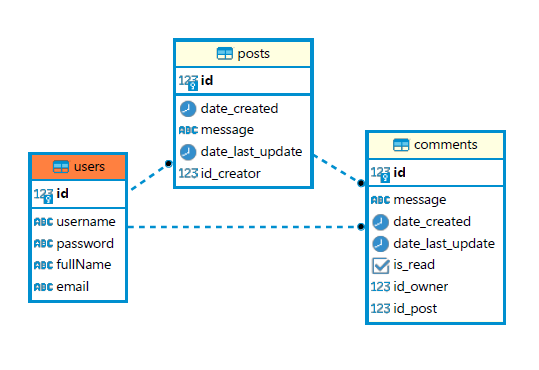 posts
123 id
date_created
ABC message
date_last_update
123 id_creator
users
123 id
ABC username
ABC password
ABC fullName
ABC email
comments
123 id
ABC message
date_created
date_last_update
is_read
123 id_owner
123 id_post